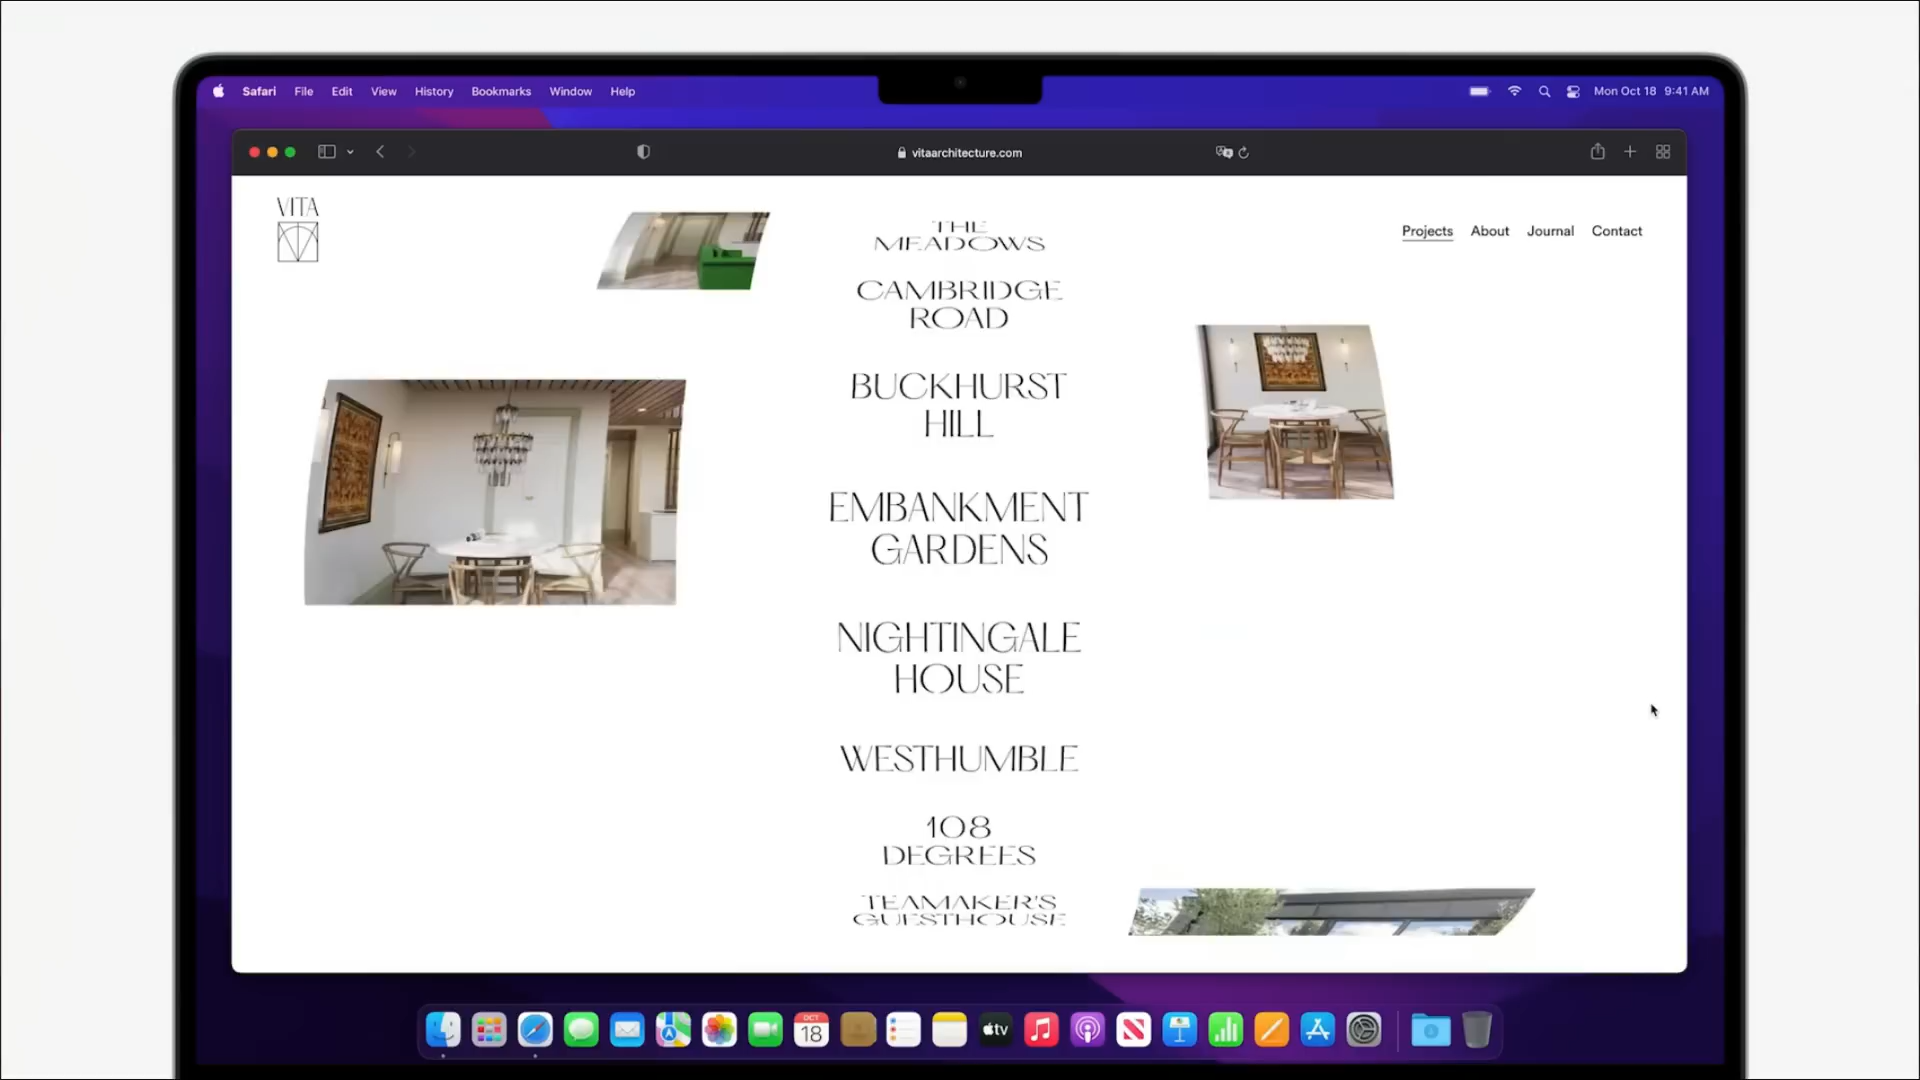 Safari File Edit View History Bookmarks Window Help
Mon Oct 18 9:41 AM
vitaarchitecture.com
VITA
Projects About Journal Contact
THE
MEADOWS
CAMBRIDGE
ROAD
BUCKHURST
HILL
EMBANKMENT
GARDENS
NIGHTINGALE
HOUSE
WESTHUMBLE
108
DEGREES
TEAMAKER'S
GUESTHOUSE
OCT
18
tv